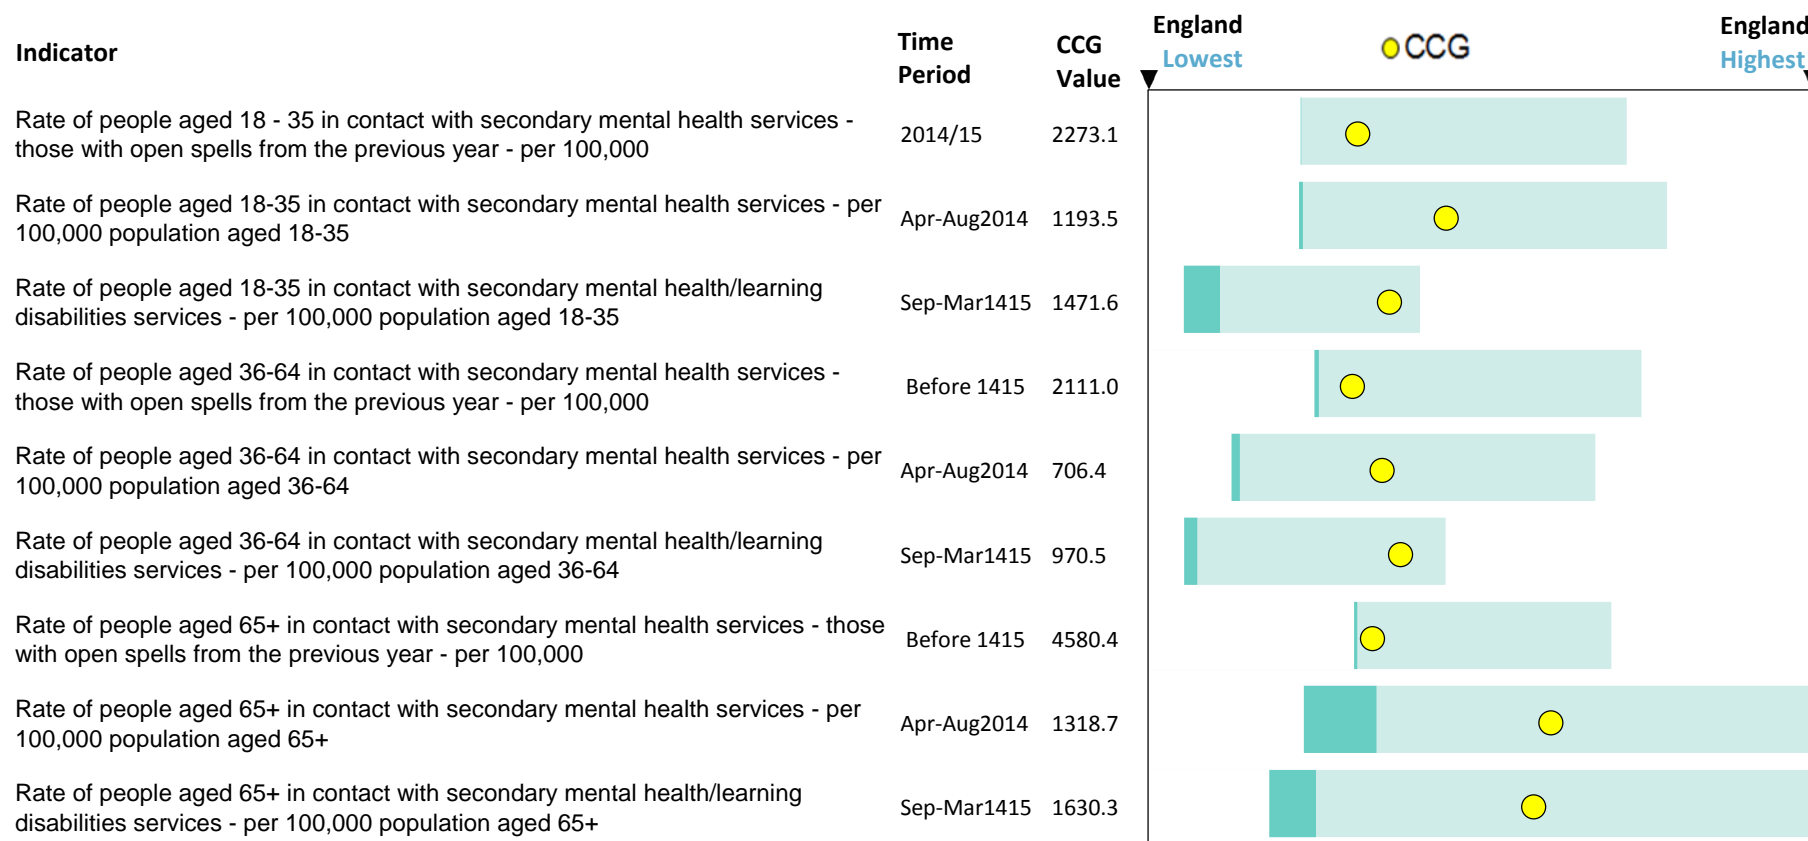 Indicator
Time
Period
CCG
Value
England
Lowest
CCG
England
Highest
Rate of people aged 18 - 35 in contact with secondary mental health services -
those with open spells from the previous year - per 100,000
2014/15
2273.1
Rate of people aged 18-35 in contact with secondary mental health services - per
100,000 population aged 18-35
Apr-Aug2014
1193.5
Rate of people aged 18-35 in contact with secondary mental health/learning
disabilities services - per 100,000 population aged 18-35
Sep-Mar1415
1471.6
Rate of people aged 36-64 in contact with secondary mental health services -
those with open spells from the previous year - per 100,000
Before 1415
2111.0
Rate of people aged 36-64 in contact with secondary mental health services - per
100,000 population aged 36-64
Apr-Aug2014
706.4
Rate of people aged 36-64 in contact with secondary mental health/learning
disabilities services - per 100,000 population aged 36-64
Sep-Mar1415
970.5
Rate of people aged 65+ in contact with secondary mental health services - those
with open spells from the previous year - per 100,000
Before 1415
4580.4
Rate of people aged 65+ in contact with secondary mental health services - per
100,000 population aged 65+
Apr-Aug2014
1318.7
Rate of people aged 65+ in contact with secondary mental health/learning
disabilities services - per 100,000 population aged 65+
Sep-Mar1415
1630.3